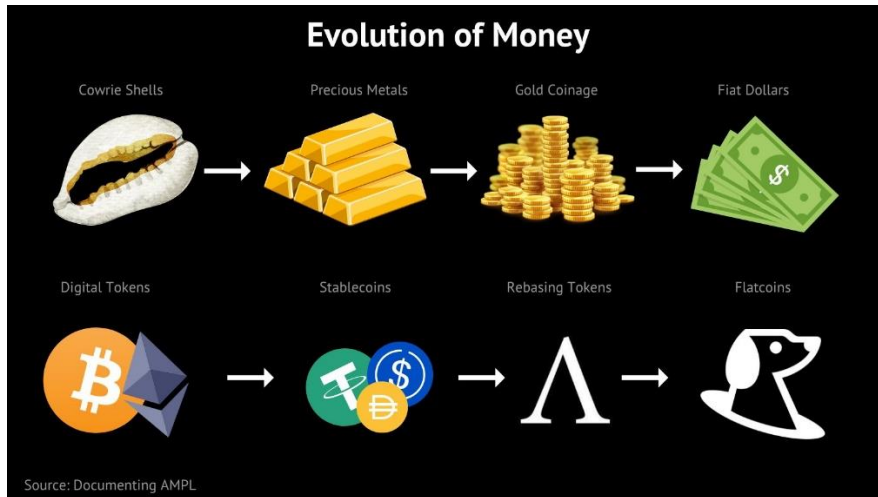 Evolution of Money
Cowrie Shells
Precious Metals
Gold Coinage
Fiat Dollars
$
Digital Tokens
Stablecoins
Rebasing Tokens
Flatcoins
$
Λ
Source: Documenting AMPL